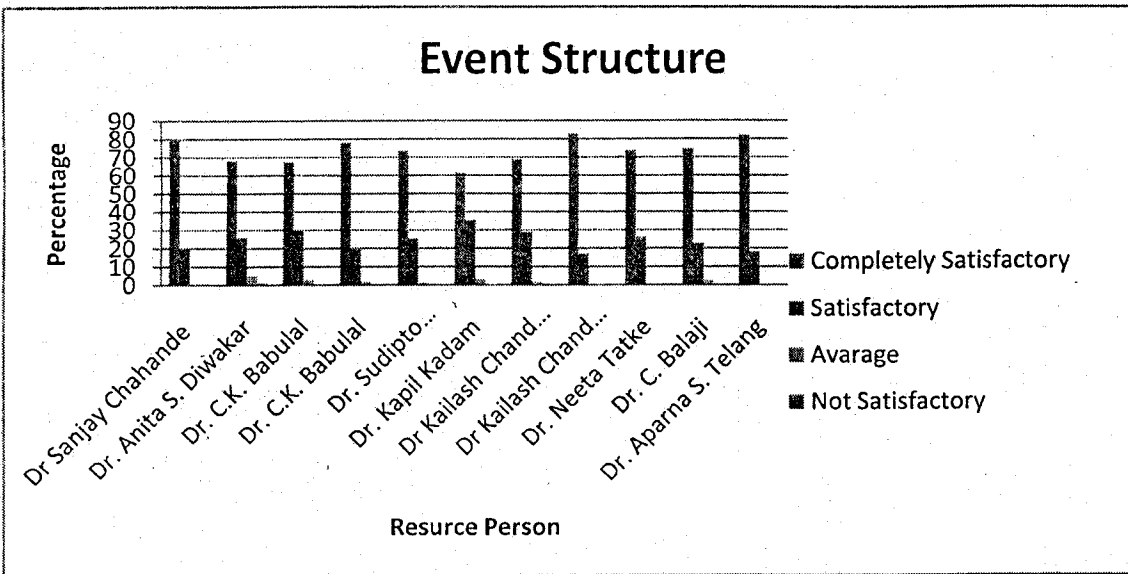 Event Structure
Percentage
90
80
70
60
50
40
30
20
10
0
Dr Sanjay Chahande
Dr. Anita S. Diwakar
Dr. C.K. Babulal
Dr. C.K. Babulal
Dr. Sudipto...
Dr. Kapil Kadam
Dr Kailash Chand...
Dr Kailash Chand...
Dr. Neeta Tatke
Dr. C. Balaji
Dr. Aparna S. Telang
Resurce Person
Completely Satisfactory
Satisfactory
Avarage
Not Satisfactory